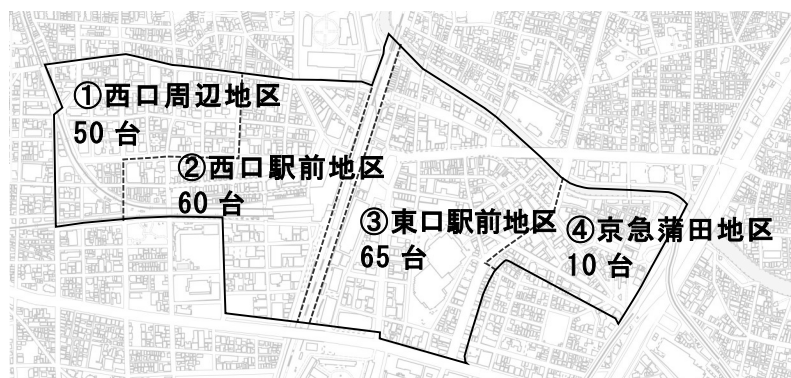 ①西口周辺地区
50 台
②西口駅前地区
60 台
③東口駅前地区
65 台
④京急蒲田地区
10 台